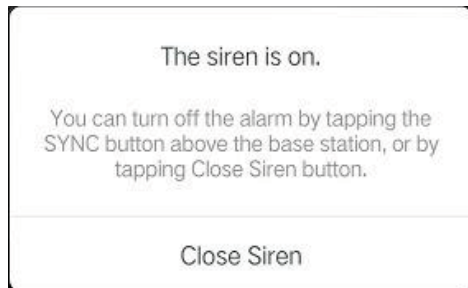 The siren is on.
You can turn off the alarm by tapping the
SYNC button above the base station, or by
tapping Close Siren button.
Close Siren